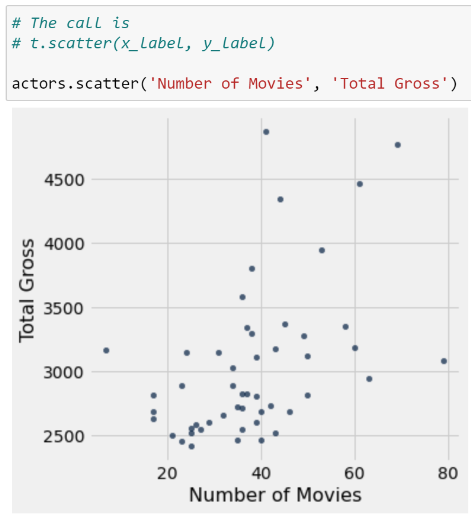 # The call is
# t.scatter(x_label, y_label)
actors.scatter('Number of Movies', 'Total Gross')
4500
4000
3500
3000
2500
Total Gross
20 40 60 80
Number of Movies